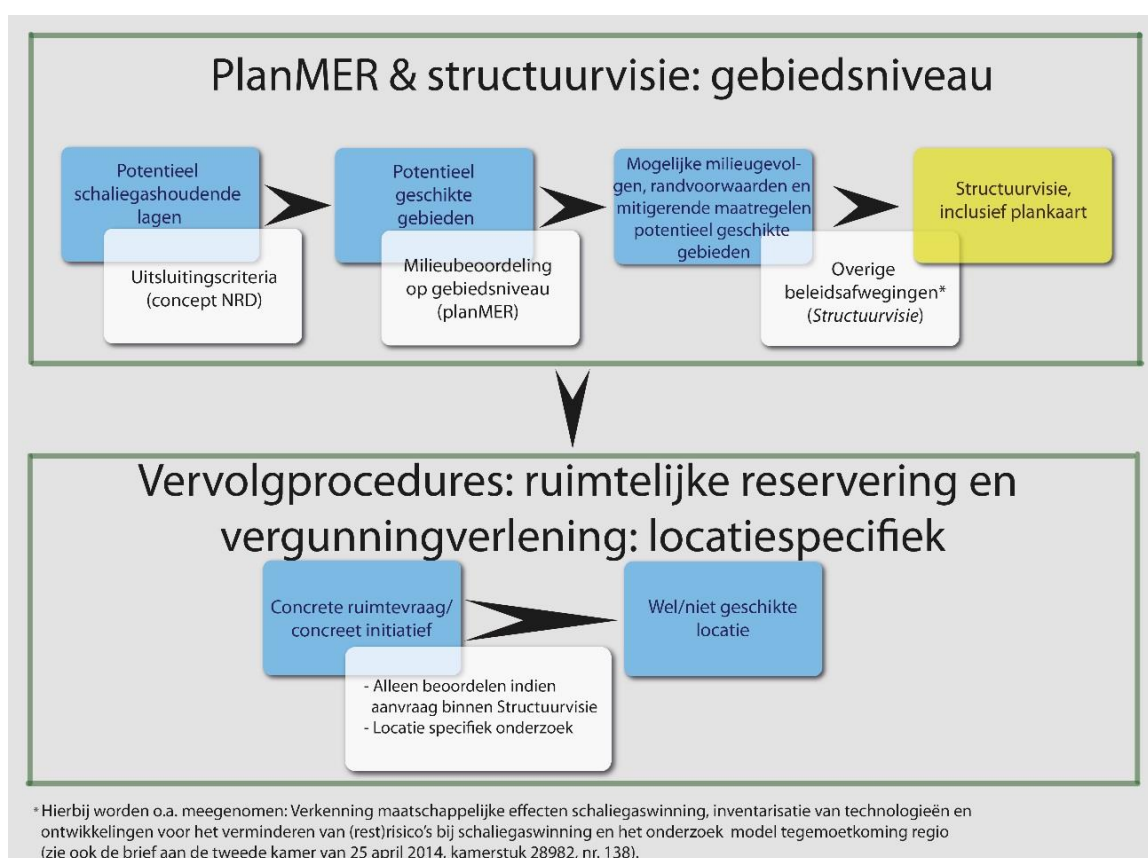 PlanMER & structuurvisie: gebiedsniveau
Potentieel
schaliegashoudende
lagen
Uitsluitingscriteria
(concept NRD)
Potentieel
geschikte
gebieden
Milieubeoordeling
op gebiedsniveau
(planMER)
Mogelijke milieugevol-
gen, randvoorwaarden en
mitigerende maatregelen
potentieel geschikte
gebieden
Overige
beleidsafwegingen*
(Structuurvisie)
Structuurvisie,
inclusief plankaart
Vervolgprocedures: ruimtelijke reservering en
vergunningverlening: locatiespecifiek
Concrete ruimtevraag/
concreet initiatief
- Alleen beoordelen indien
aanvraag binnen Structuurvisie
- Locatie specifiek onderzoek
Wel/niet geschikte
locatie
* Hierbij worden o.a. meegenomen: Verkenning maatschappelijke effecten schaliegaswinning, inventarisatie van technologieën en
ontwikkelingen voor het verminderen van (rest)risico's bij schaliegaswinning en het onderzoek model tegemoetkoming regio
(zie ook de brief aan de tweede kamer van 25 april 2014, kamerstuk 28982, nr. 138).